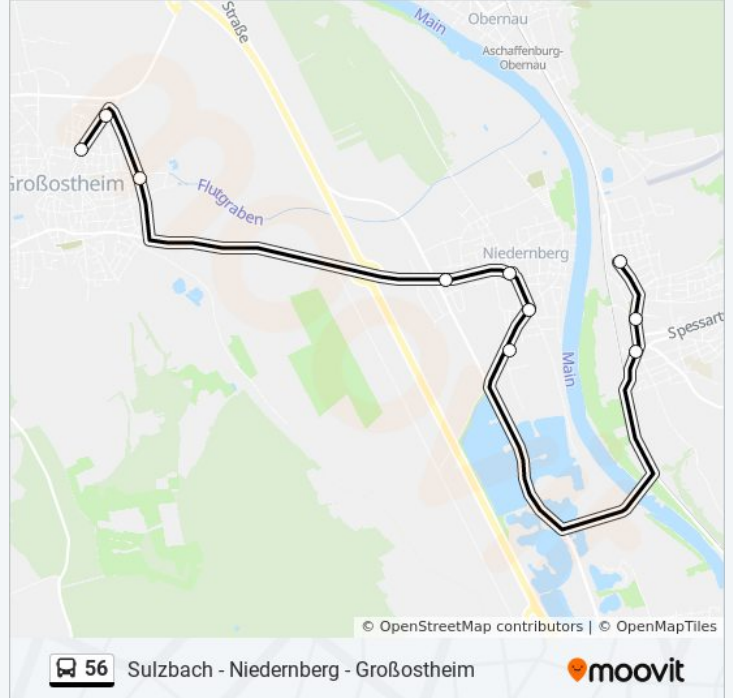 Straße
Main
Obernau
Aschaffenburg-
Obernau
Großostheim
Flutgraben
Niedernberg
Spessart
Main
© OpenStreetMap contributors | © OpenMapTiles
56 Sulzbach - Niedernberg - Großostheim
moovit